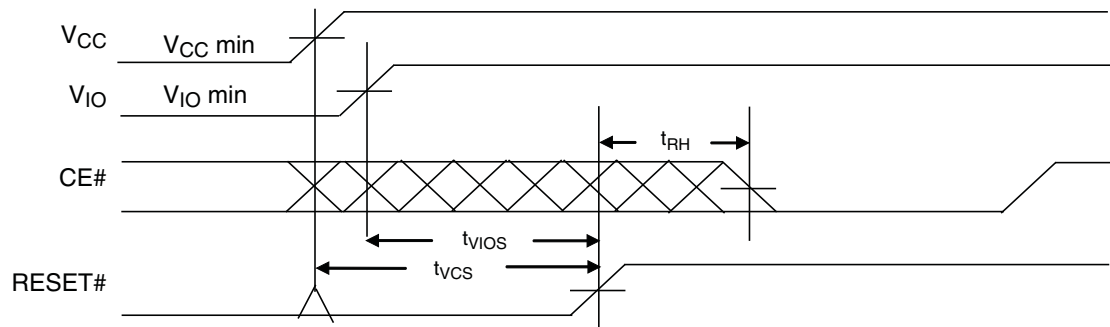 VCC
VCC min
VIO
VIO min
tRH
CE#
tVIOS
tVCS
RESET#